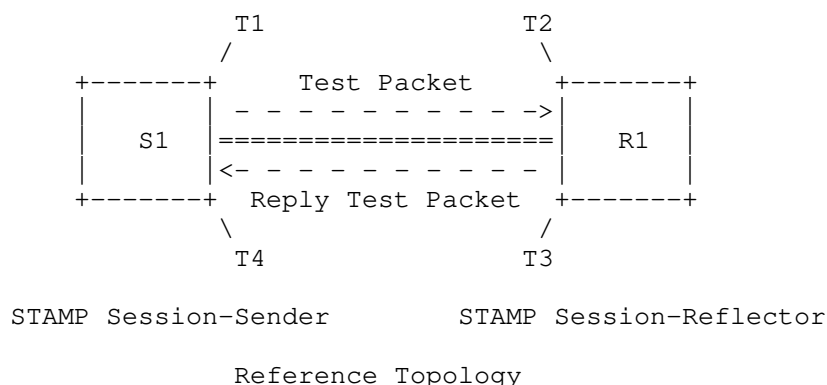 T1 T2
Test Packet
S1 R1
Reply Test Packet
T4 T3
STAMP Session-Sender STAMP Session-Reflector
Reference Topology